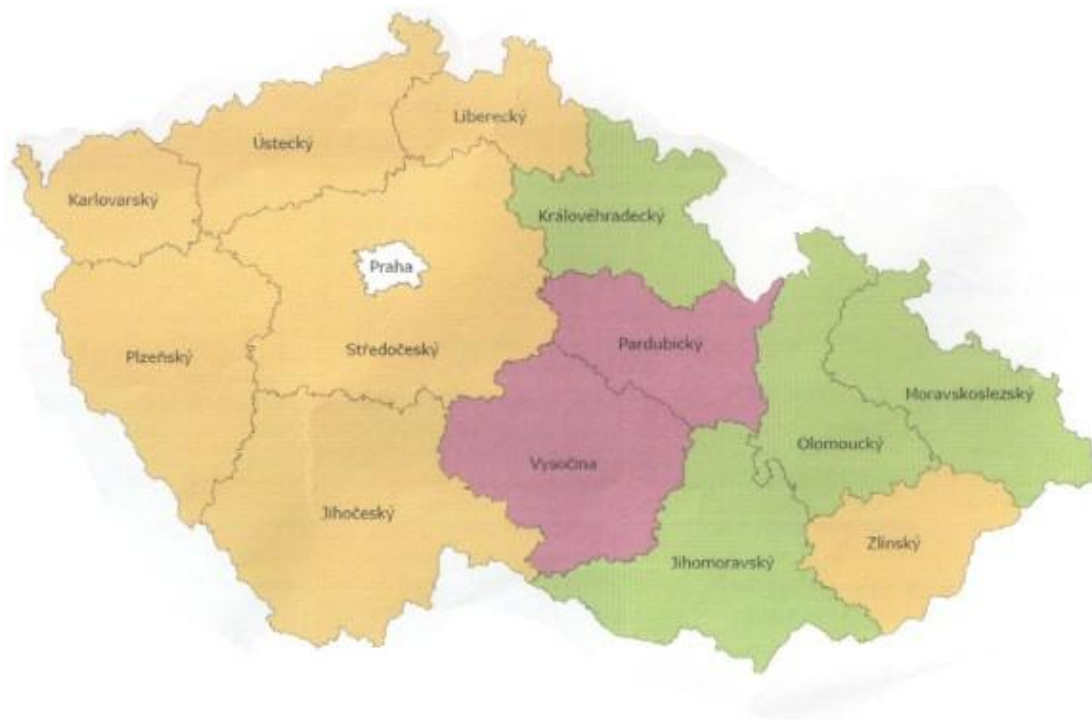 Liberecký
Ústecký
Karlovarský
Královéhradecký
Praha
Pardubický
Středočeský
Plzeňský
Moravskoslezský
Olomoucký
Vysočina
Jihočeský
Zlínský
Jihomoravský